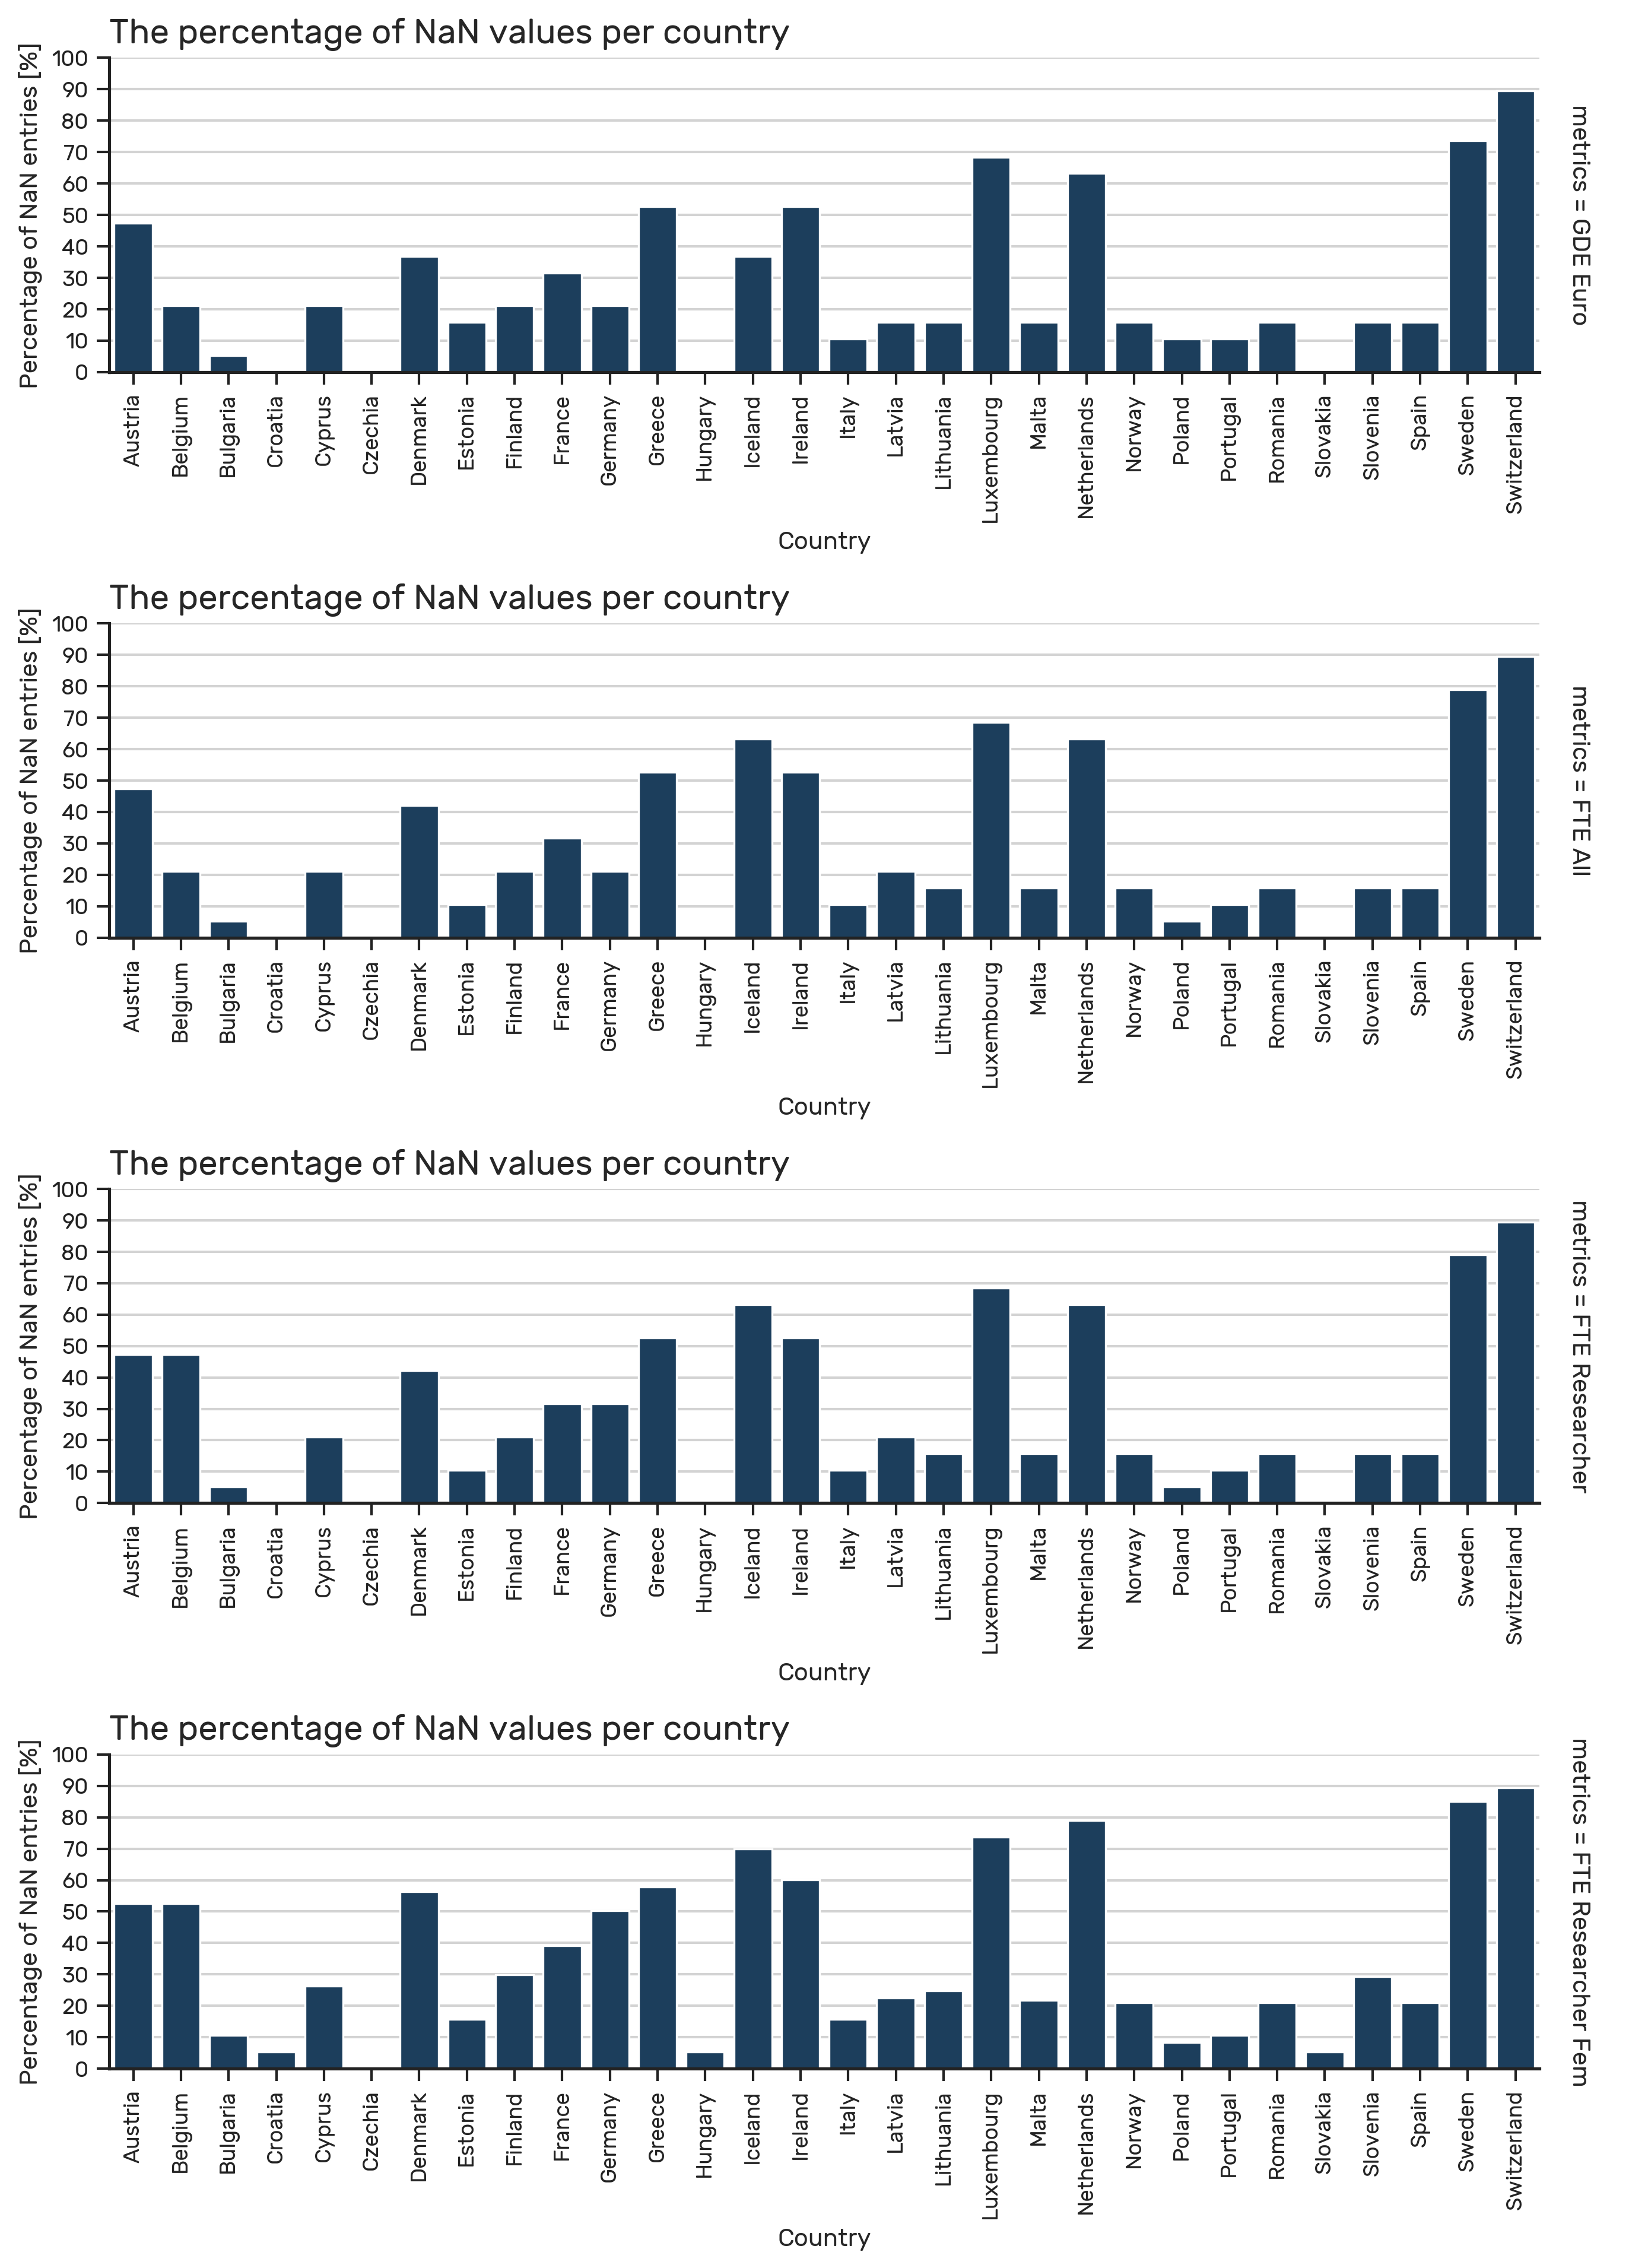 The percentage of NaN values per country
Percentage of NaN entries [%]
100
90
80
70
60
50
40
30
20
10
0
Austria
Belgium
Bulgaria
Croatia
Cyprus
Czechia
Denmark
Estonia
Finland
France
Germany
Greece
Hungary
Iceland
Ireland
Italy
Latvia
Lithuania
Luxembourg
Malta
Netherlands
Norway
Poland
Portugal
Romania
Slovakia
Slovenia
Spain
Sweden
Switzerland
Country
metrics = GDE Euro
The percentage of NaN values per country
Percentage of NaN entries [%]
100
90
80
70
60
50
40
30
20
10
0
Austria
Belgium
Bulgaria
Croatia
Cyprus
Czechia
Denmark
Estonia
Finland
France
Germany
Greece
Hungary
Iceland
Ireland
Italy
Latvia
Lithuania
Luxembourg
Malta
Netherlands
Norway
Poland
Portugal
Romania
Slovakia
Slovenia
Spain
Sweden
Switzerland
Country
metrics = FTE All
The percentage of NaN values per country
Percentage of NaN entries [%]
100
90
80
70
60
50
40
30
20
10
0
Austria
Belgium
Bulgaria
Croatia
Cyprus
Czechia
Denmark
Estonia
Finland
France
Germany
Greece
Hungary
Iceland
Ireland
Italy
Latvia
Lithuania
Luxembourg
Malta
Netherlands
Norway
Poland
Portugal
Romania
Slovakia
Slovenia
Spain
Sweden
Switzerland
Country
metrics = FTE Researcher
The percentage of NaN values per country
Percentage of NaN entries [%]
100
90
80
70
60
50
40
30
20
10
0
Austria
Belgium
Bulgaria
Croatia
Cyprus
Czechia
Denmark
Estonia
Finland
France
Germany
Greece
Hungary
Iceland
Ireland
Italy
Latvia
Lithuania
Luxembourg
Malta
Netherlands
Norway
Poland
Portugal
Romania
Slovakia
Slovenia
Spain
Sweden
Switzerland
Country
metrics = FTE Researcher Fem